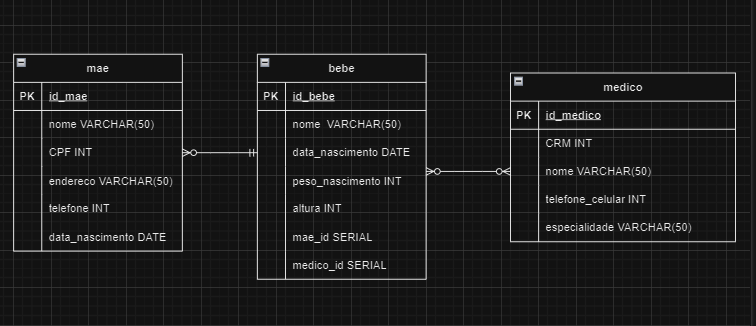 mae
PK id_mae
nome VARCHAR(50)
CPF INT
endereco VARCHAR(50)
telefone INT
data_nascimento DATE
bebe
PK id_bebe
nome VARCHAR(50)
data_nascimento DATE
peso_nascimento INT
altura INT
mae_id SERIAL
medico_id SERIAL
medico
PK id_medico
CRM INT
nome VARCHAR(50)
telefone_celular INT
especialidade VARCHAR(50)